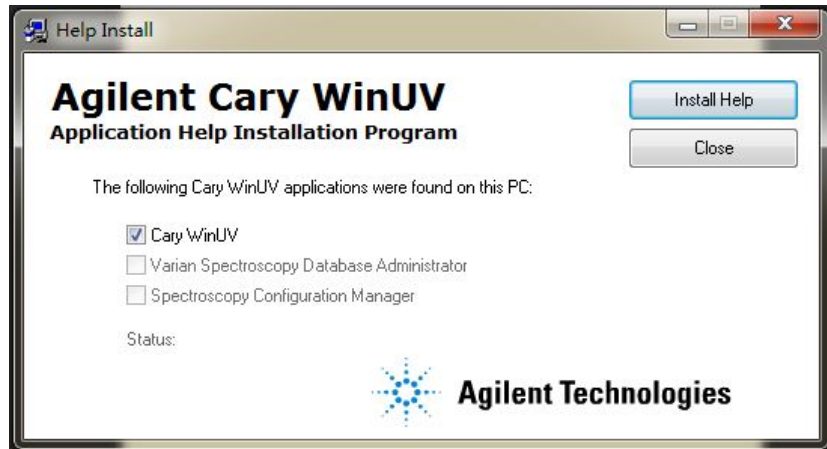 Help Install
Agilent Cary WinUV
Application Help Installation Program
Install Help
Close
The following Cary WinUV applications were found on this PC:
Cary WinUV
Varian Spectroscopy Database Administrator
Spectroscopy Configuration Manager
Status:
Agilent Technologies